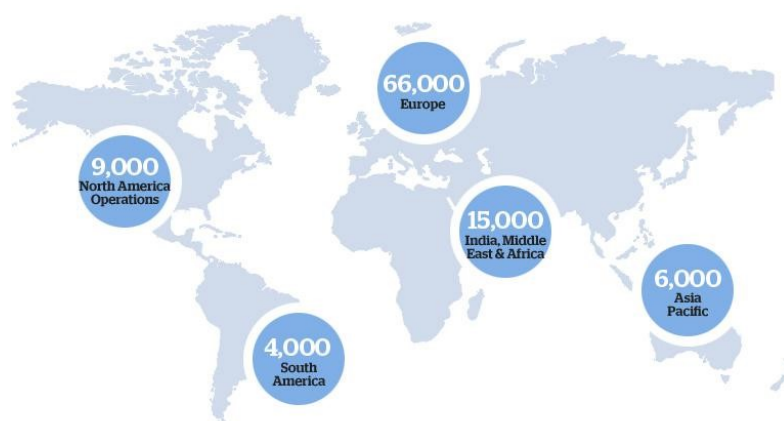 66,000
Europe
9,000
North America
Operations
15,000
India, Middle
East & Africa
6,000
Asia
Pacific
4,000
South
America